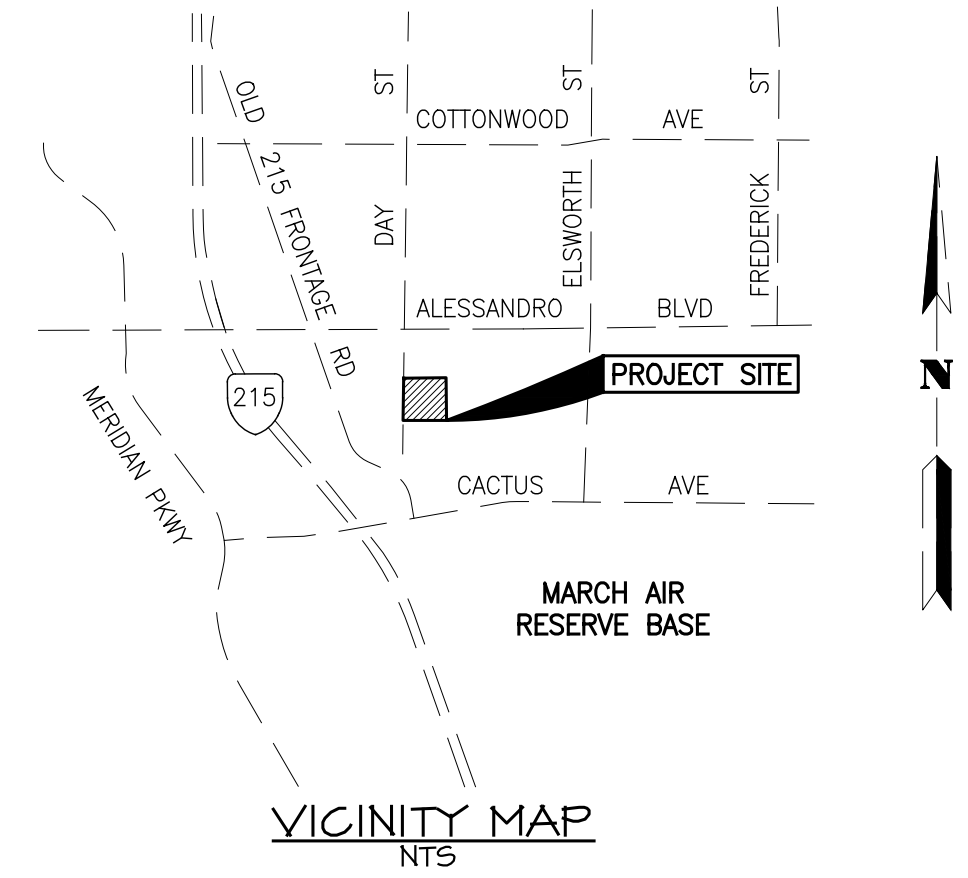 ST
ST
ST
OLD 215 FRONTAGE RD
COTTONWOOD AVE
DAY
ELSWORTH
FREDERICK
ALESSANDRO BLVD
PROJECT SITE
215
N
MERIDIAN PKWY
CACTUS AVE
MARCH AIR
RESERVE BASE
VICINITY MAP
NTS